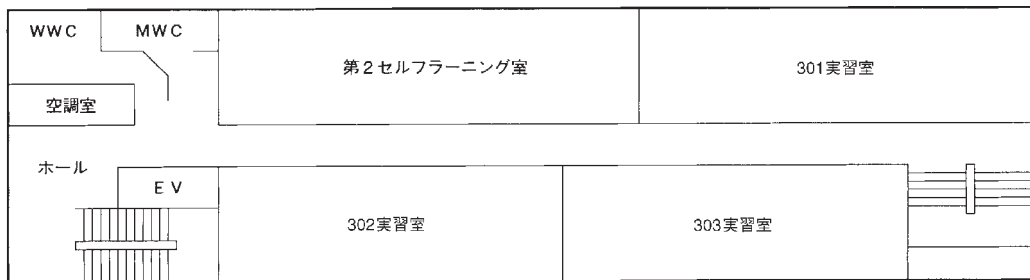 WWC
MWC
第2セルフラーニング室
301実習室
空調室
ホール
EV
302実習室
303実習室